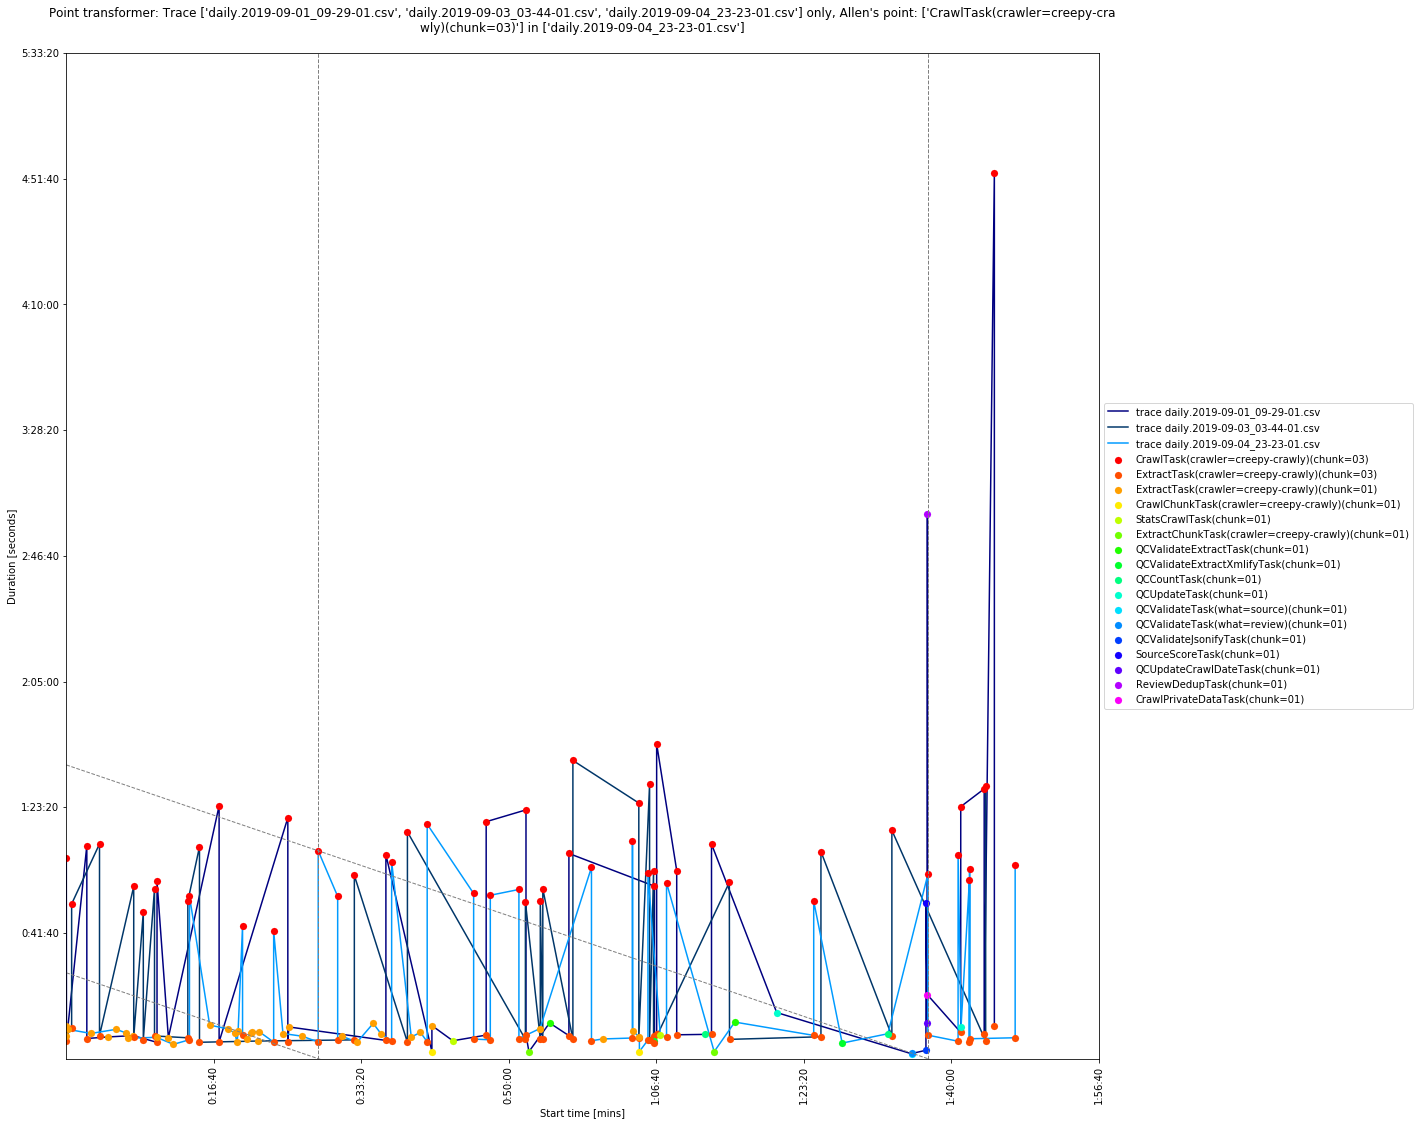 Point transformer: Trace ['daily.2019-09-01_09-29-01.csv', 'daily.2019-09-03_03-44-01.csv', 'daily.2019-09-04_23-23-01.csv'] only, Allen's point: ['CrawlTask(crawler=creepy-cra
wly)(chunk=03)'] in ['daily.2019-09-04_23-23-01.csv']
5:33:20
4:51:40
4:10:00
3:28:20
2:46:40
2:05:00
1:23:20
0:41:40
Duration [seconds]
0:16:40
0:33:20
0:50:00
1:06:40
1:23:20
1:40:00
1:56:40
Start time [mins]
trace daily.2019-09-01_09-29-01.csv
trace daily.2019-09-03_03-44-01.csv
trace daily.2019-09-04_23-23-01.csv
CrawlTask(crawler=creepy-crawly)(chunk=03)
ExtractTask(crawler=creepy-crawly)(chunk=03)
ExtractTask(crawler=creepy-crawly)(chunk=01)
CrawlChunkTask(crawler=creepy-crawly)(chunk=01)
StatsCrawlTask(chunk=01)
ExtractChunkTask(crawler=creepy-crawly)(chunk=01)
QCValidateExtractTask(chunk=01)
QCValidateExtractXmlifyTask(chunk=01)
QCCountTask(chunk=01)
QCUpdateTask(chunk=01)
QCValidateTask(what=source)(chunk=01)
QCValidateTask(what=review)(chunk=01)
QCValidateJsonifyTask(chunk=01)
SourceScoreTask(chunk=01)
QCUpdateCrawlDateTask(chunk=01)
ReviewDedupTask(chunk=01)
CrawlPrivateDataTask(chunk=01)